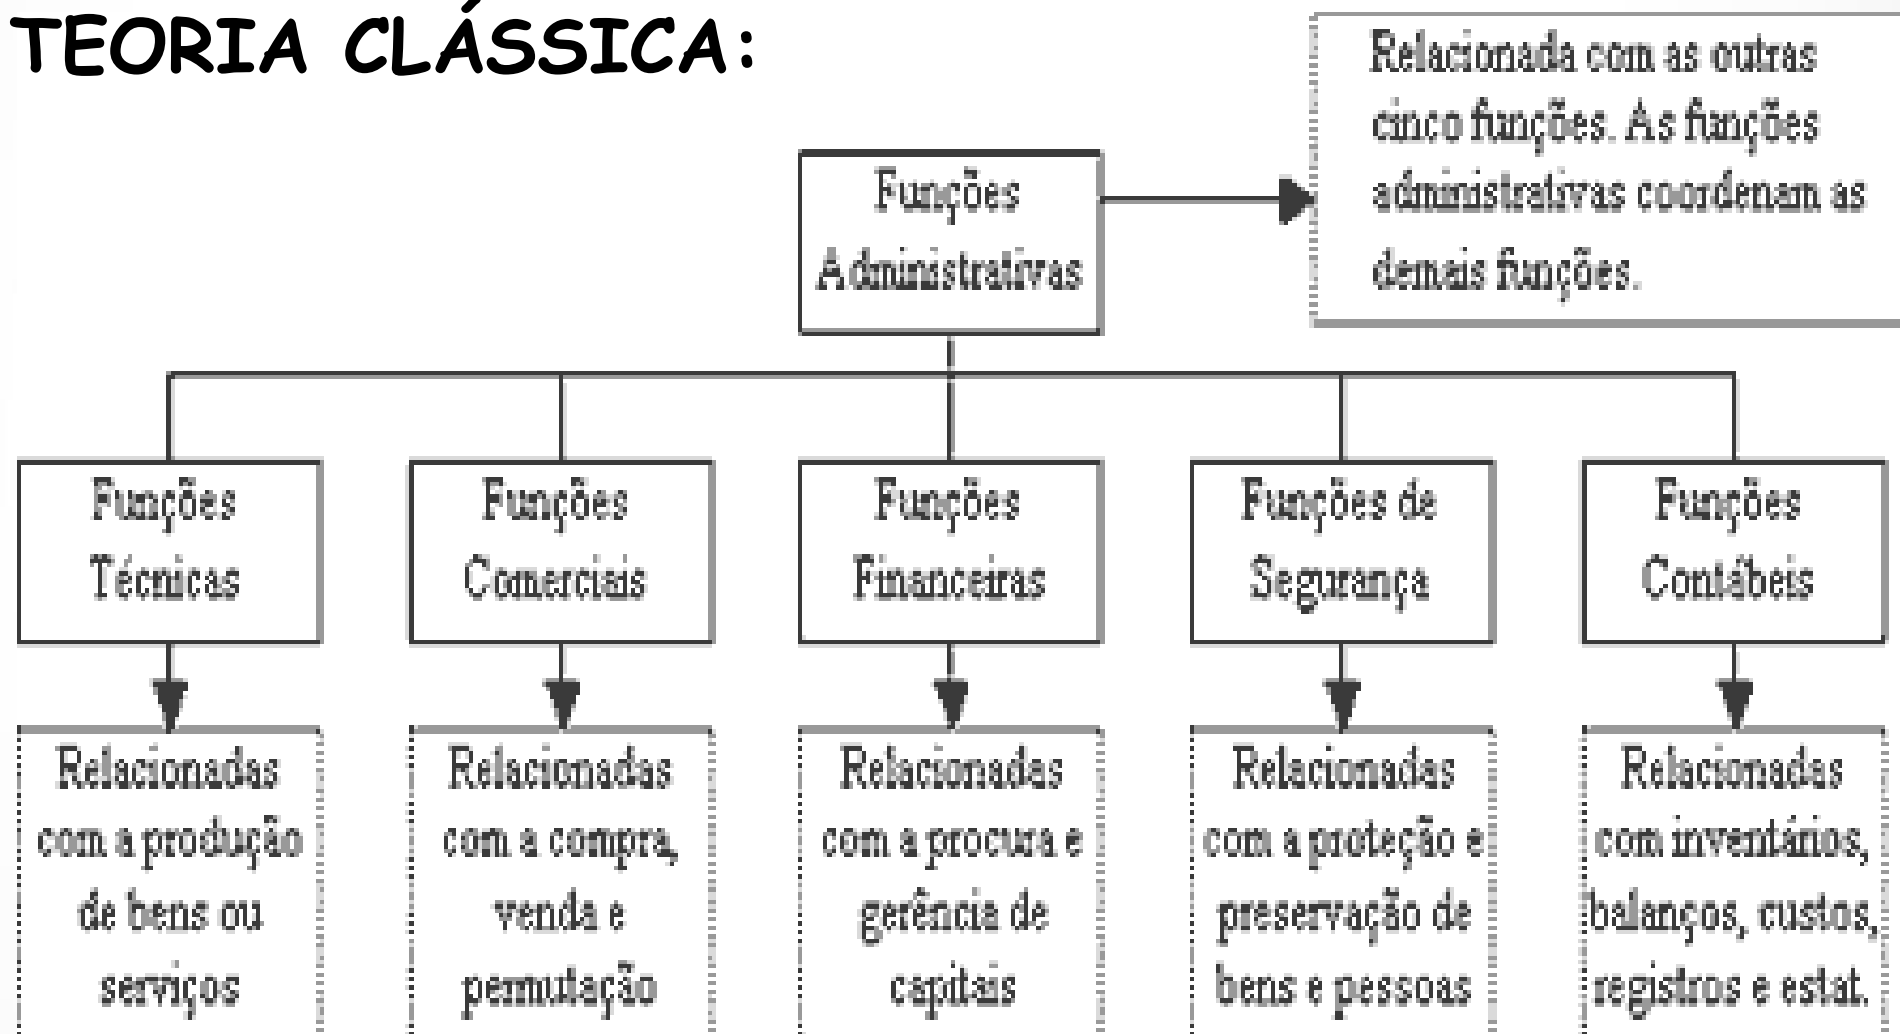 TEORIA CLÁSSICA:
Relacionada com as outras
cinco funções. As funções
administrativas coordenam as
demais funções.
Funções
Administrativas
Funções
Técnicas
Funções
Comerciais
Funções
Financeiras
Funções de
Segurança
Funções
Contábeis
Relacionadas
com a produção
de bens ou
serviços
Relacionadas
com a compra,
venda e
permutação
Relacionadas
com a procura e
gerência de
capitais
Relacionadas
com a proteção e
preservação de
bens e pessoas
Relacionadas
com inventários,
balanços, custos,
registros e estat.